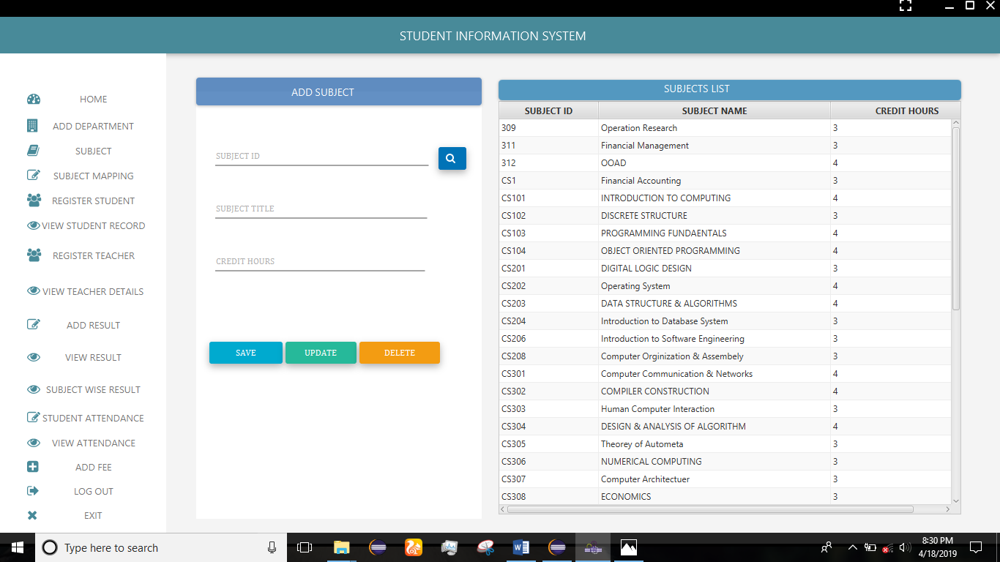 STUDENT INFORMATION SYSTEM
HOME
ADD DEPARTMENT
SUBJECT
SUBJECT MAPPING
REGISTER STUDENT
VIEW STUDENT RECORD
REGISTER TEACHER
VIEW TEACHER DETAILS
ADD RESULT
VIEW RESULT
SUBJECT WISE RESULT
STUDENT ATTENDANCE
VIEW ATTENDANCE
ADD FEE
LOG OUT
EXIT
ADD SUBJECT
SUBJECT ID
SUBJECT TITLE
CREDIT HOURS
SAVE UPDATE DELETE
SUBJECTS LIST
SUBJECT ID SUBJECT NAME CREDIT HOURS
309 Operation Research 3
311 Financial Management 3
312 OOAD 4
CS1 Financial Accounting 3
CS101 INTRODUCTION TO COMPUTING 4
CS102 DISCRETE STRUCTURE 3
CS103 PROGRAMMING FUNDAENTALS 4
CS104 OBJECT ORIENTED PROGRAMMING 4
CS201 DIGITAL LOGIC DESIGN 3
CS202 Operating System 4
CS203 DATA STRUCTURE & ALGORITHMS 4
CS204 Introduction to Database System 3
CS206 Introduction to Software Engineering 3
CS208 Computer Orginization & Assembely 3
CS301 Computer Communication & Networks 4
CS302 COMPILER CONSTRUCTION 4
CS303 Human Computer Interaction 3
CS304 DESIGN & ANALYSIS OF ALGORITHM 4
CS305 Theorey of Autometa 3
CS306 NUMERICAL COMPUTING 3
CS307 Computer Architectuer 3
CS308 ECONOMICS 3
Type here to search
8:30 PM
4/18/2019